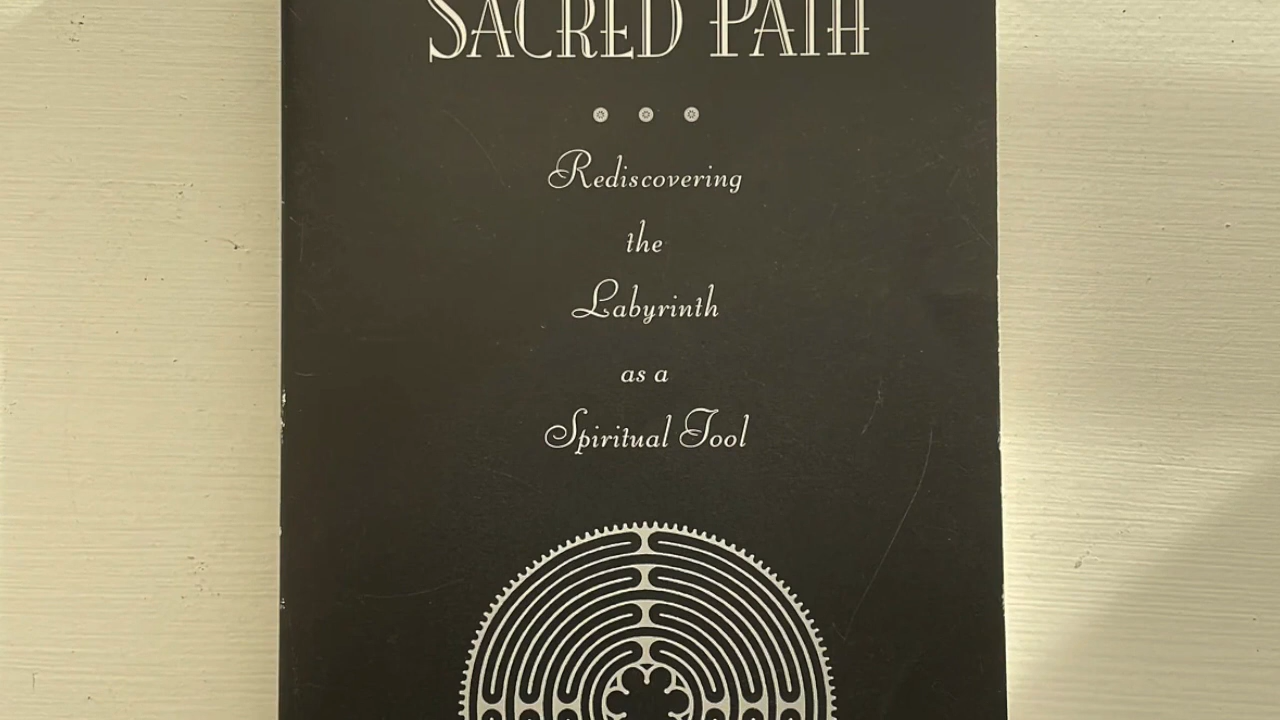 SACRED PATH
Rediscovering
the
Labyrinth
as a
Spiritual Tool